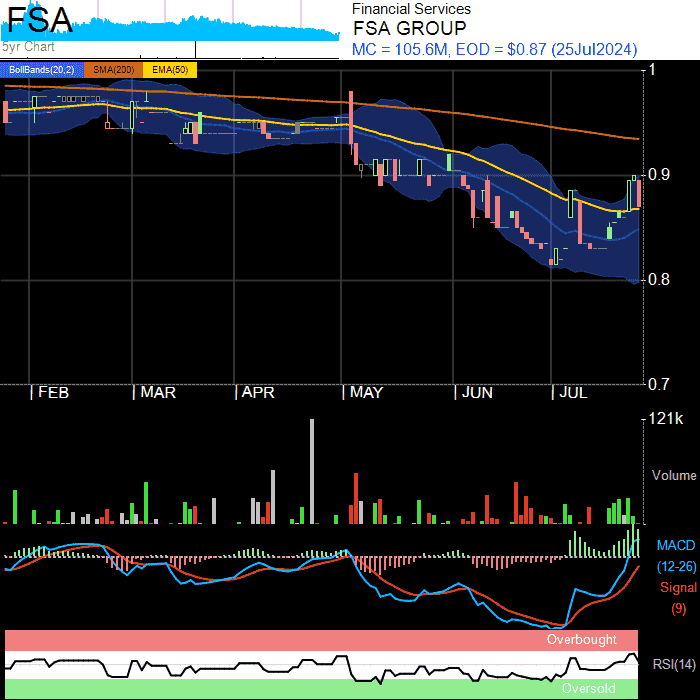 FSA
5yr Chart
Financial Services
FSA GROUP
MC = 105.6M, EOD = $0.87 (25Jul2024)
BollBands(20,2) SMA(200) EMA(50)
1
0.9
0.8
0.7
FEB MAR APR MAY JUN JUL
121k
Volume
MACD
(12-26)
Signal
(9)
Overbought
RSI(14)
Oversold